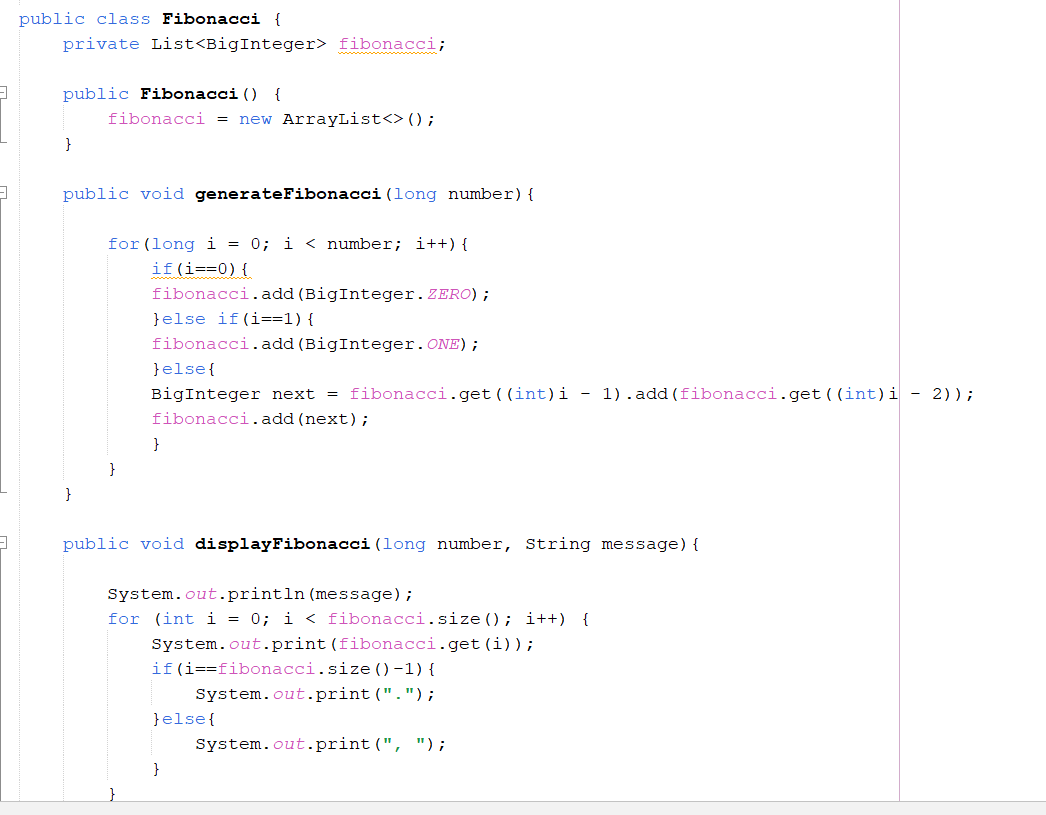 public class Fibonacci {
    private List<BigInteger> fibonacci;
    public Fibonacci() {
        fibonacci = new ArrayList<>();
    }
    public void generateFibonacci(long number){
        for(long i = 0; i < number; i++){
            if(i==0){
            fibonacci.add(BigInteger.ZERO);
            }else if(i==1){
            fibonacci.add(BigInteger.ONE);
            }else{
            BigInteger next = fibonacci.get((int)i - 1).add(fibonacci.get((int)i - 2));
            fibonacci.add(next);
            }
        }
    }
    public void displayFibonacci(long number, String message){
        System.out.println(message);
        for (int i = 0; i < fibonacci.size(); i++) {
            System.out.print(fibonacci.get(i));
            if(i==fibonacci.size()-1){
                System.out.print(".");
            }else{
                System.out.print(", ");
            }
        }